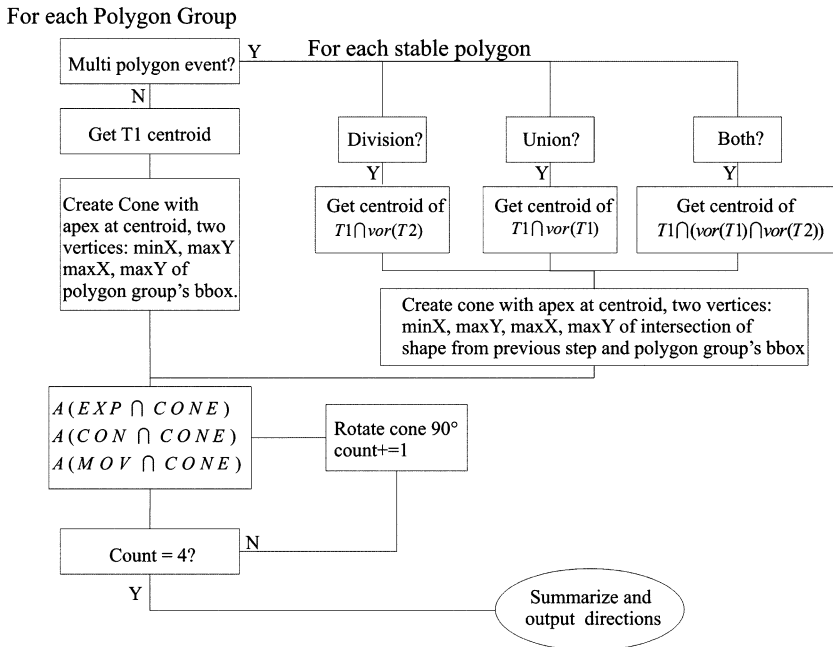 For each Polygon Group
Multi polygon event?
Y
For each stable polygon
N
Get T1 centroid
Division?
Union?
Both?
Y
Y
Y
Create Cone with
apex at centroid, two
vertices: minX, maxY
maxX, maxY of
polygon group's bbox.
Get centroid of
T1⋂vor(T2)
Get centroid of
T1⋂vor(T1)
Get centroid of
T1⋂(vor(T1)⋂vor(T2))
Create cone with apex at centroid, two vertices:
minX, maxY, maxX, maxY of intersection of
shape from previous step and polygon group's bbox
A(EXP ⋂ CONE)
A(CON ⋂ CONE)
A(MOV ⋂ CONE)
Rotate cone 90°
count+=1
Count = 4?
N
Y
Summarize and
output directions